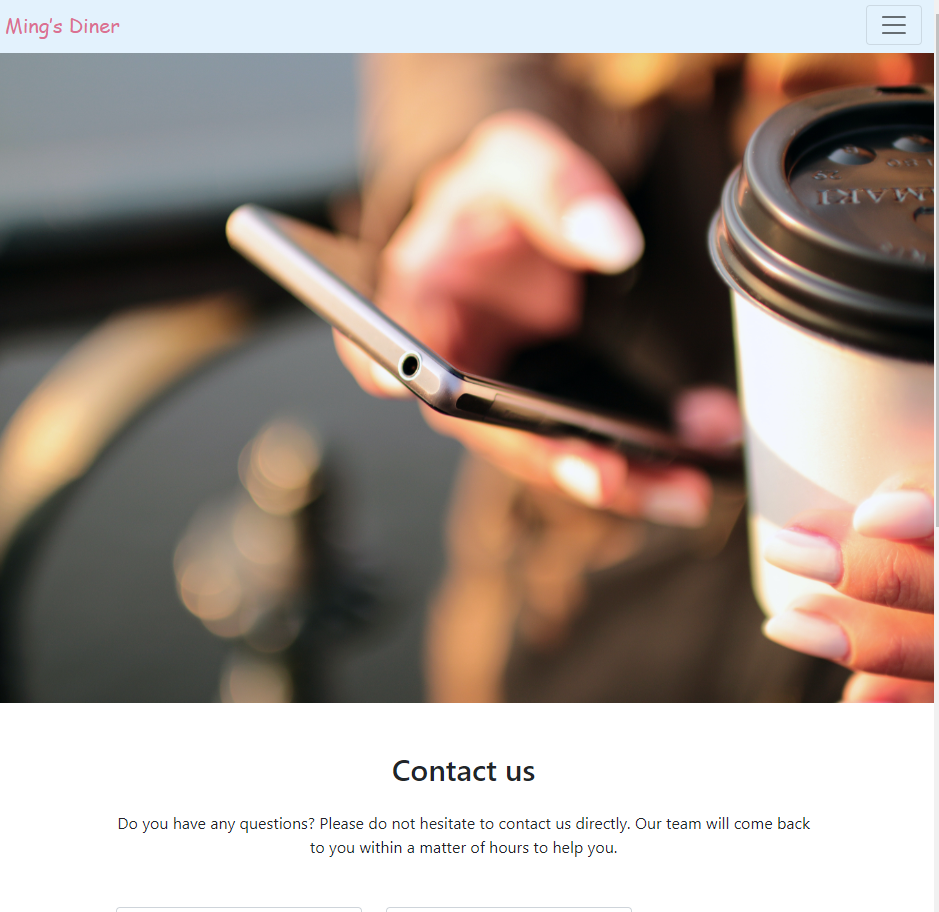 Ming's Diner
Contact us
Do you have any questions? Please do not hesitate to contact us directly. Our team will come back
to you within a matter of hours to help you.